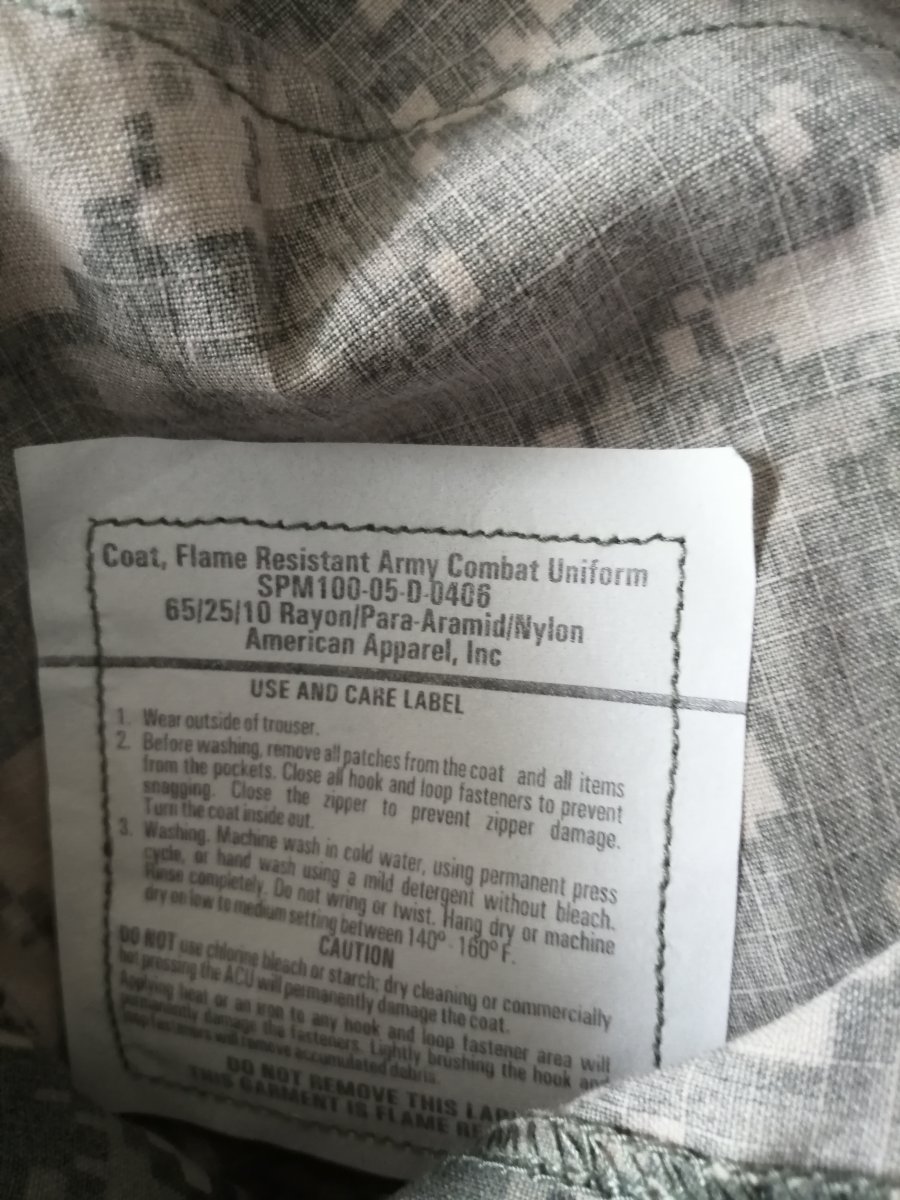 Coat, Flame Resistant Army Combat Uniform
SPM100-05-D-0406
65/25/10 Rayon/Para-Aramid/Nylon
American Apparel, Inc
USE AND CARE LABEL
1. Wear outside of trouser.
2. Before washing, remove all patches from the coat and all items
from the pockets. Close all hook and loop fasteners to prevent
snagging. Close the zipper to prevent zipper damage.
Turn the coat inside out.
3. Washing. Machine wash in cold water, using permanent press
cycle, or hand wash using a mild detergent without bleach.
Rinse completely. Do not wring or twist. Hang dry or machine
dry on low to medium setting between 140° - 160° F.
CAUTION
DO NOT use chlorine bleach or starch; dry cleaning or commercially
hot pressing the ACU will permanently damage the coat.
Applying heat or an iron to any hook and loop fastener area will
permanently damage the fasteners. Lightly brushing the hook and
loop fasteners will remove accumulated debris.
DO NOT REMOVE THIS
THIS GARMENT IS FLAME